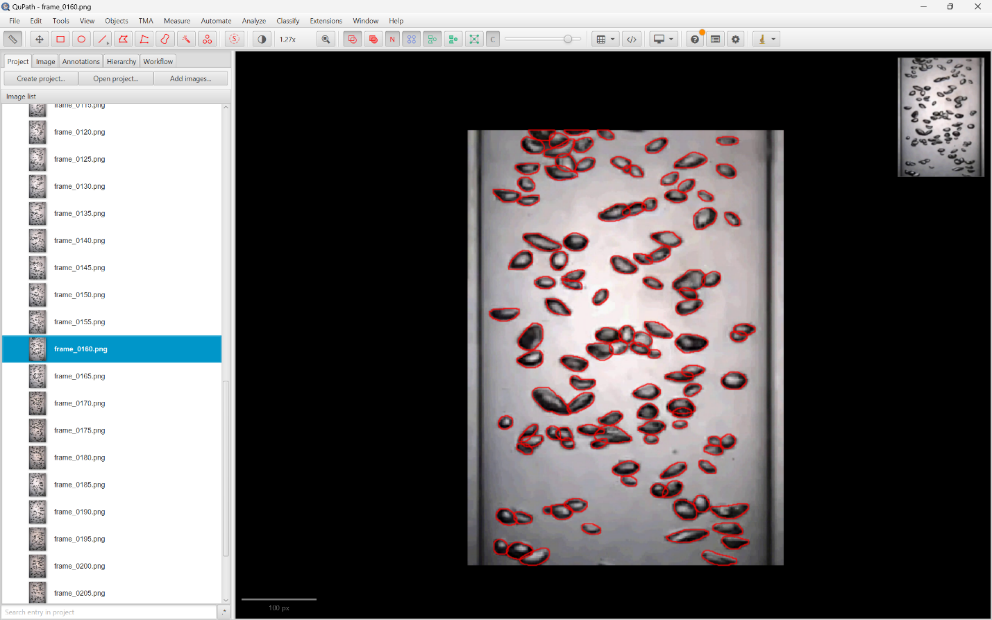 QuPath - frame_0160.png
File Edit Tools View Objects TMA Measure Automate Analyze Classify Extensions Window Help
1.27x
N
C
Project Image Annotations Hierarchy Workflow
Create project... Open project... Add images...
Image list
frame_0115.png
frame_0120.png
frame_0125.png
frame_0130.png
frame_0135.png
frame_0140.png
frame_0145.png
frame_0150.png
frame_0155.png
frame_0160.png
frame_0165.png
frame_0170.png
frame_0175.png
frame_0180.png
frame_0185.png
frame_0190.png
frame_0195.png
frame_0200.png
frame_0205.png
Search entry in project
100 px